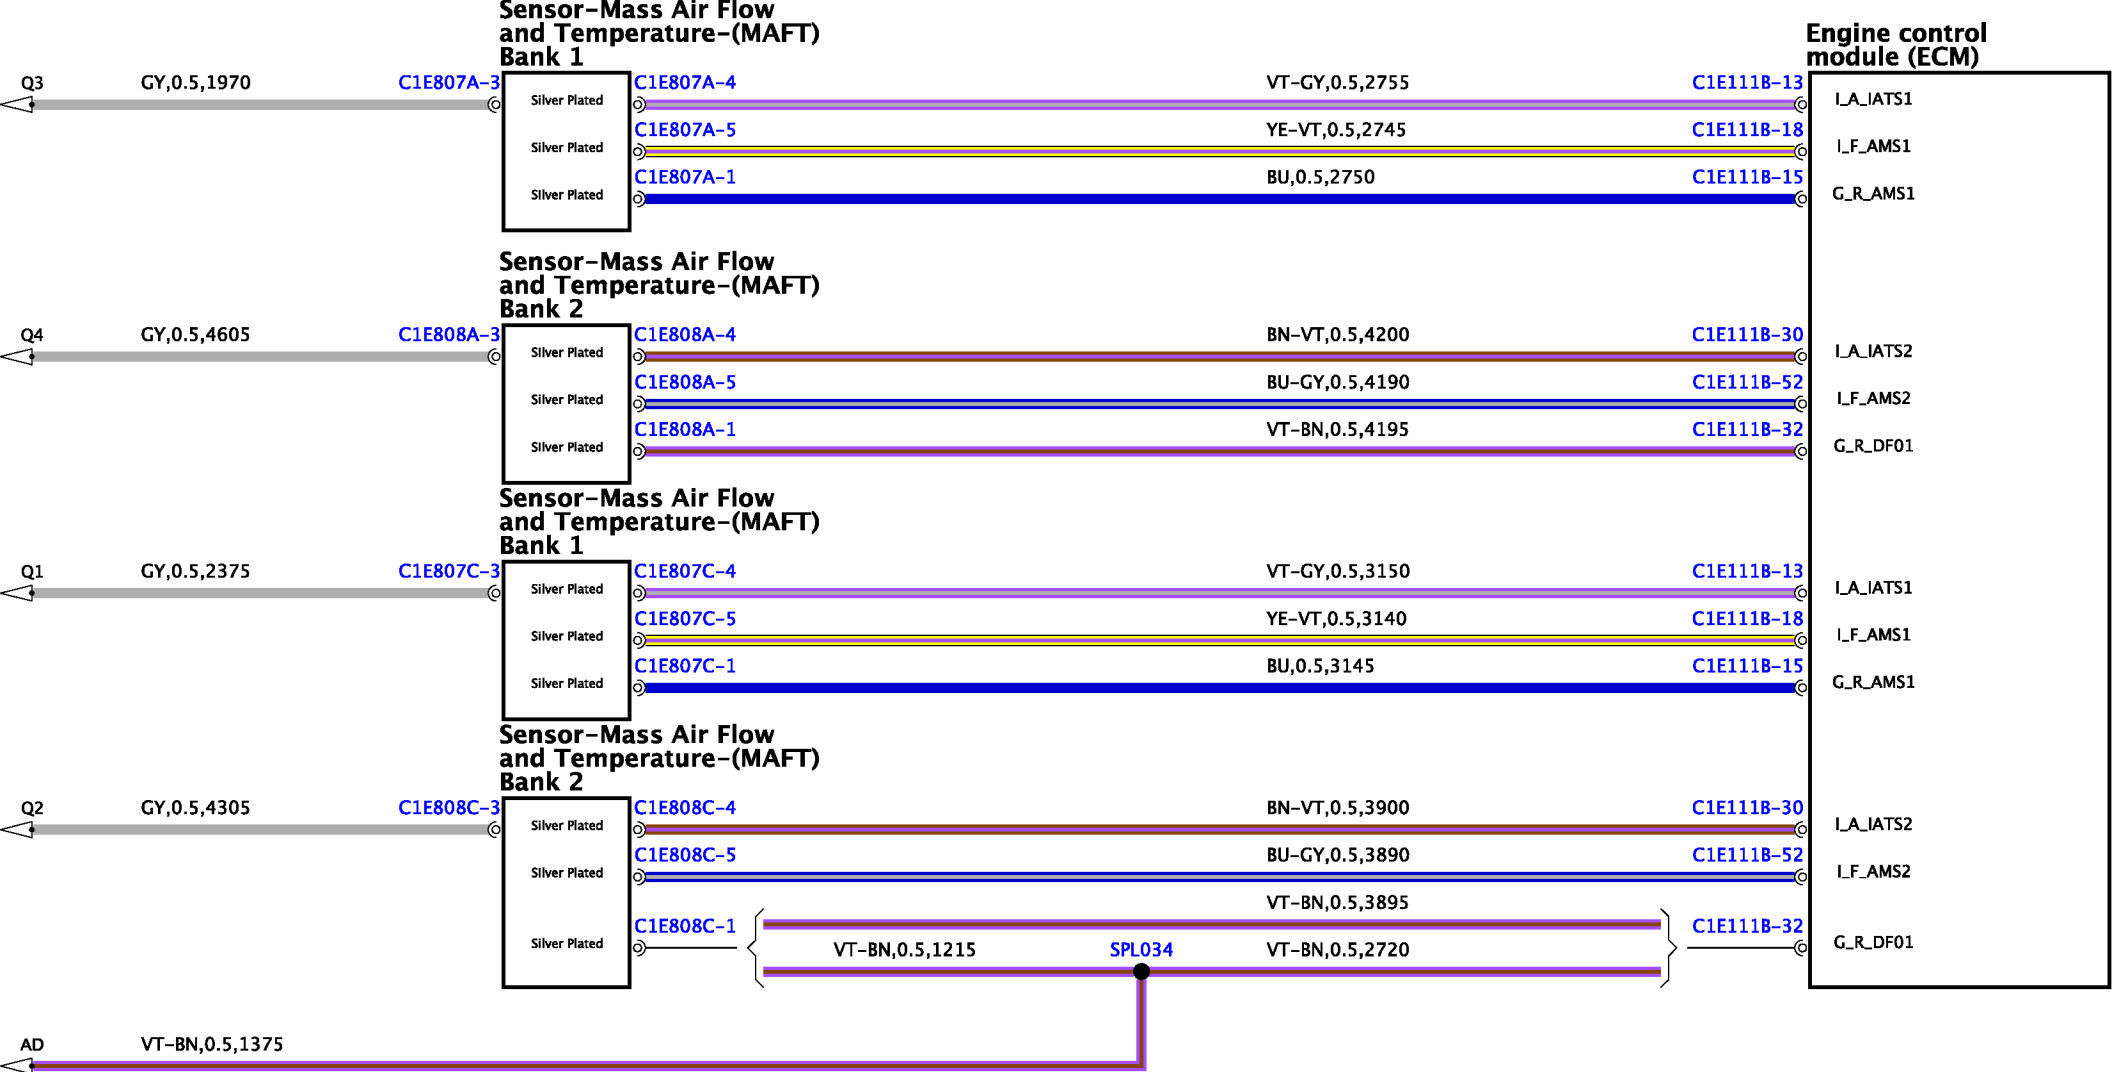 Sensor-Mass Air Flow
and Temperature-(MAFT)
Bank 1
Engine control
module (ECM)
Q3 GY,0.5,1970 C1E807A-3 Silver Plated C1E807A-4 VT-GY,0.5,2755 C1E111B-13 I_A_IATS1
Silver Plated C1E807A-5 YE-VT,0.5,2745 C1E111B-18 I_F_AMS1
Silver Plated C1E807A-1 BU,0.5,2750 C1E111B-15 G_R_AMS1
Sensor-Mass Air Flow
and Temperature-(MAFT)
Bank 2
Q4 GY,0.5,4605 C1E808A-3 Silver Plated C1E808A-4 BN-VT,0.5,4200 C1E111B-30 I_A_IATS2
Silver Plated C1E808A-5 BU-GY,0.5,4190 C1E111B-52 I_F_AMS2
Silver Plated C1E808A-1 VT-BN,0.5,4195 C1E111B-32 G_R_DF01
Sensor-Mass Air Flow
and Temperature-(MAFT)
Bank 1
Q1 GY,0.5,2375 C1E807C-3 Silver Plated C1E807C-4 VT-GY,0.5,3150 C1E111B-13 I_A_IATS1
Silver Plated C1E807C-5 YE-VT,0.5,3140 C1E111B-18 I_F_AMS1
Silver Plated C1E807C-1 BU,0.5,3145 C1E111B-15 G_R_AMS1
Sensor-Mass Air Flow
and Temperature-(MAFT)
Bank 2
Q2 GY,0.5,4305 C1E808C-3 Silver Plated C1E808C-4 BN-VT,0.5,3900 C1E111B-30 I_A_IATS2
Silver Plated C1E808C-5 BU-GY,0.5,3890 C1E111B-52 I_F_AMS2
VT-BN,0.5,3895
Silver Plated C1E808C-1 C1E111B-32 G_R_DF01
VT-BN,0.5,1215 SPL034 VT-BN,0.5,2720
AD VT-BN,0.5,1375